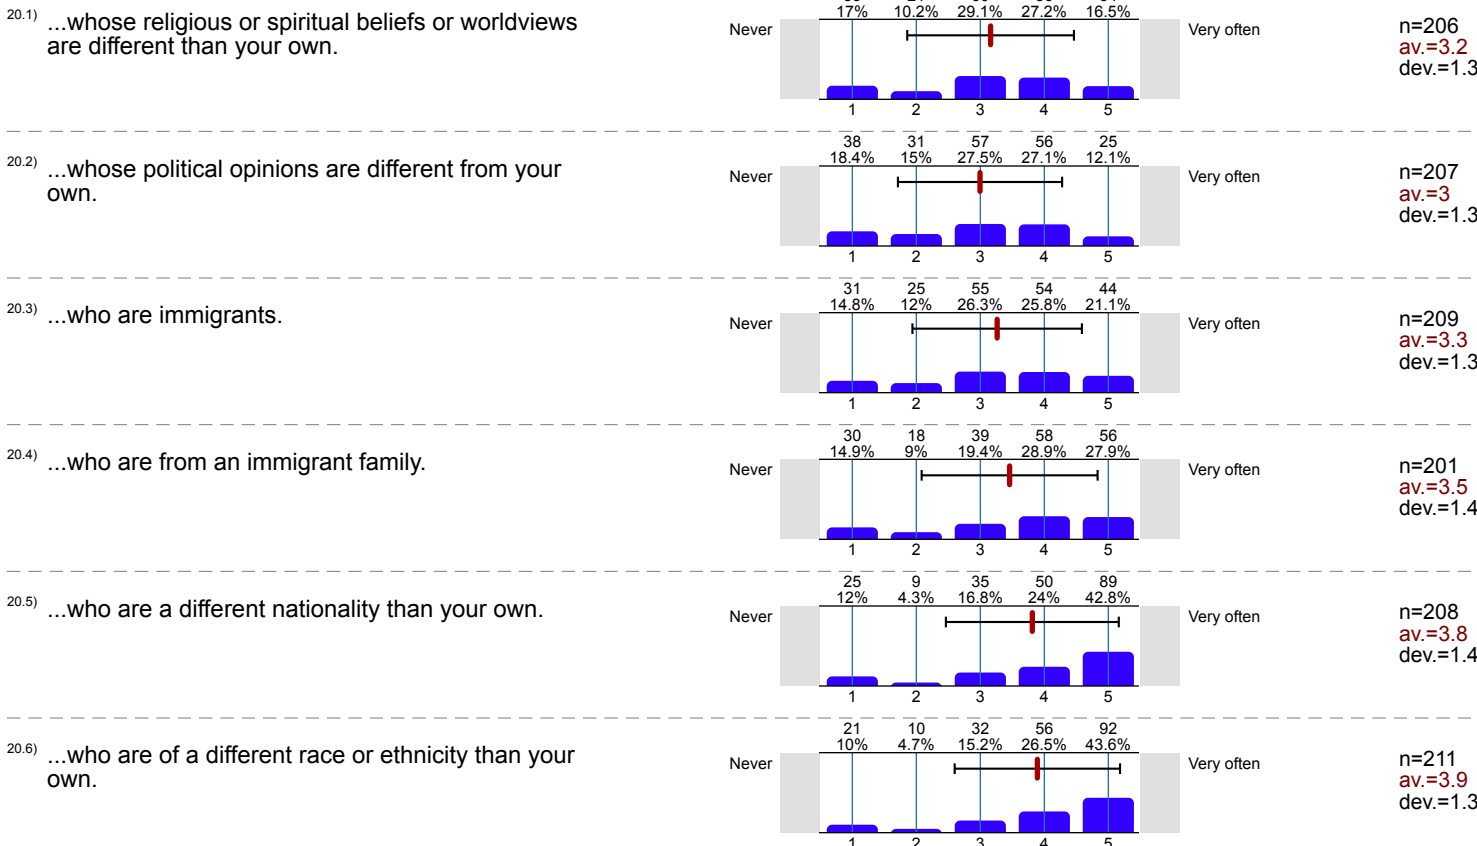 17% 10.2% 29.1% 27.2% 16.5%
20.1) ...whose religious or spiritual beliefs or worldviews
are different than your own.
Never
Very often
n=206
av.=3.2
dev.=1.3
1 2 3 4 5
38 31 57 56 25
18.4% 15% 27.5% 27.1% 12.1%
20.2) ...whose political opinions are different from your
own.
Never
Very often
n=207
av.=3
dev.=1.3
1 2 3 4 5
31 25 55 54 44
14.8% 12% 26.3% 25.8% 21.1%
20.3) ...who are immigrants.
Never
Very often
n=209
av.=3.3
dev.=1.3
1 2 3 4 5
30 18 39 58 56
14.9% 9% 19.4% 28.9% 27.9%
20.4) ...who are from an immigrant family.
Never
Very often
n=201
av.=3.5
dev.=1.4
1 2 3 4 5
25 9 35 50 89
12% 4.3% 16.8% 24% 42.8%
20.5) ...who are a different nationality than your own.
Never
Very often
n=208
av.=3.8
dev.=1.4
1 2 3 4 5
21 10 32 56 92
10% 4.7% 15.2% 26.5% 43.6%
20.6) ...who are of a different race or ethnicity than your
own.
Never
Very often
n=211
av.=3.9
dev.=1.3
1 2 3 4 5